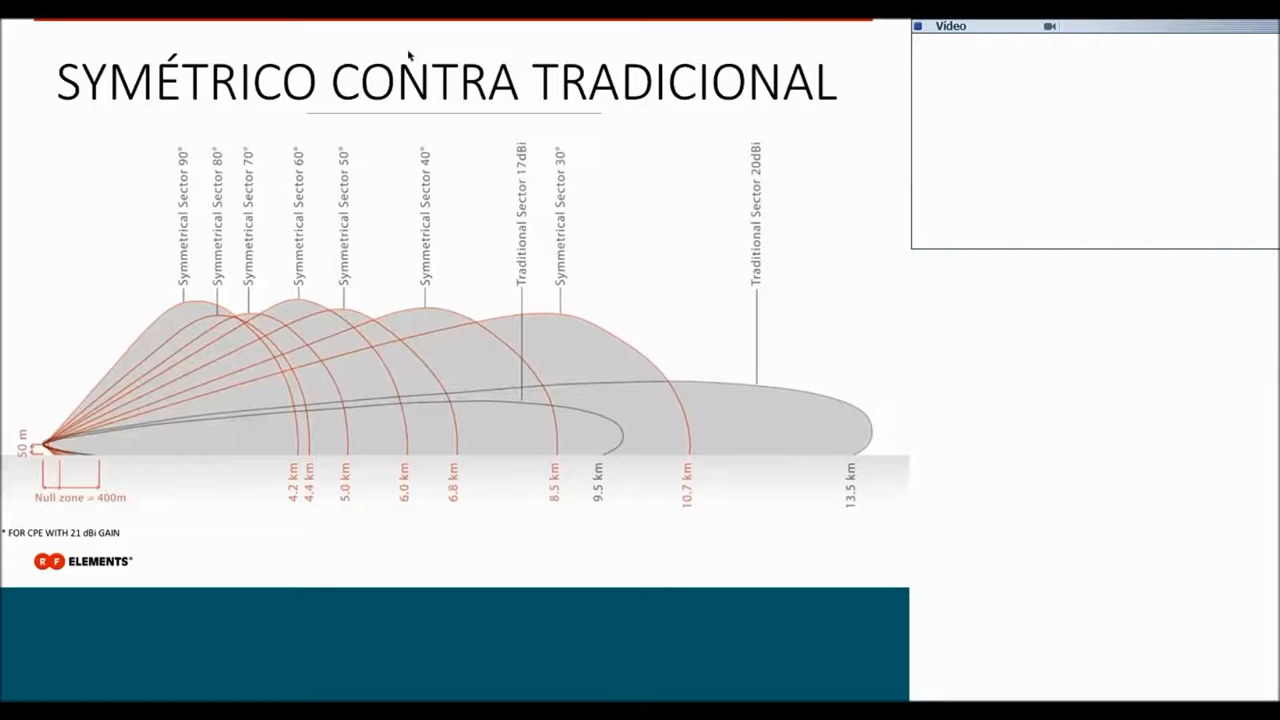 Vídeo
SYMÉTRICO CONTRA TRADICIONAL
Symmetrical Sector 90°
Symmetrical Sector 80°
Symmetrical Sector 70°
Symmetrical Sector 60°
Symmetrical Sector 50°
Symmetrical Sector 40°
Traditional Sector 17dBi
Symmetrical Sector 30°
Traditional Sector 20dBi
50 m
4.2 km
4.4 km
5.0 km
6.0 km
6.8 km
8.5 km
9.5 km
10.7 km
13.5 km
Null zone = 400m
* FOR CPE WITH 21 dBi GAIN
RF ELEMENTS®